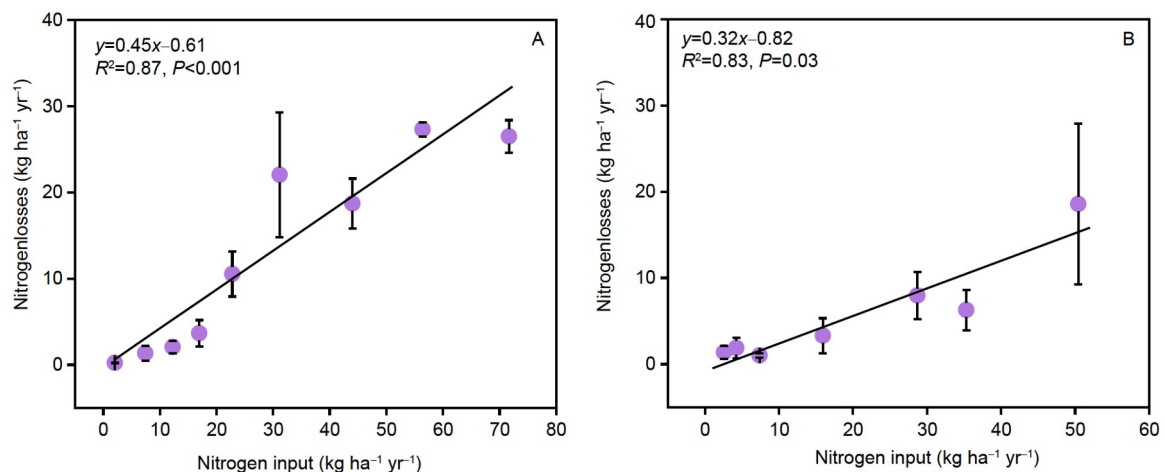 A
y=0.45x–0.61
R²=0.87, P<0.001
40
30
20
10
0
Nitrogenlosses (kg ha⁻¹ yr⁻¹)
0 10 20 30 40 50 60 70 80
Nitrogen input (kg ha⁻¹ yr⁻¹)
B
y=0.32x–0.82
R²=0.83, P=0.03
40
30
20
10
0
Nitrogenlosses (kg ha⁻¹ yr⁻¹)
0 10 20 30 40 50 60
Nitrogen input (kg ha⁻¹ yr⁻¹)